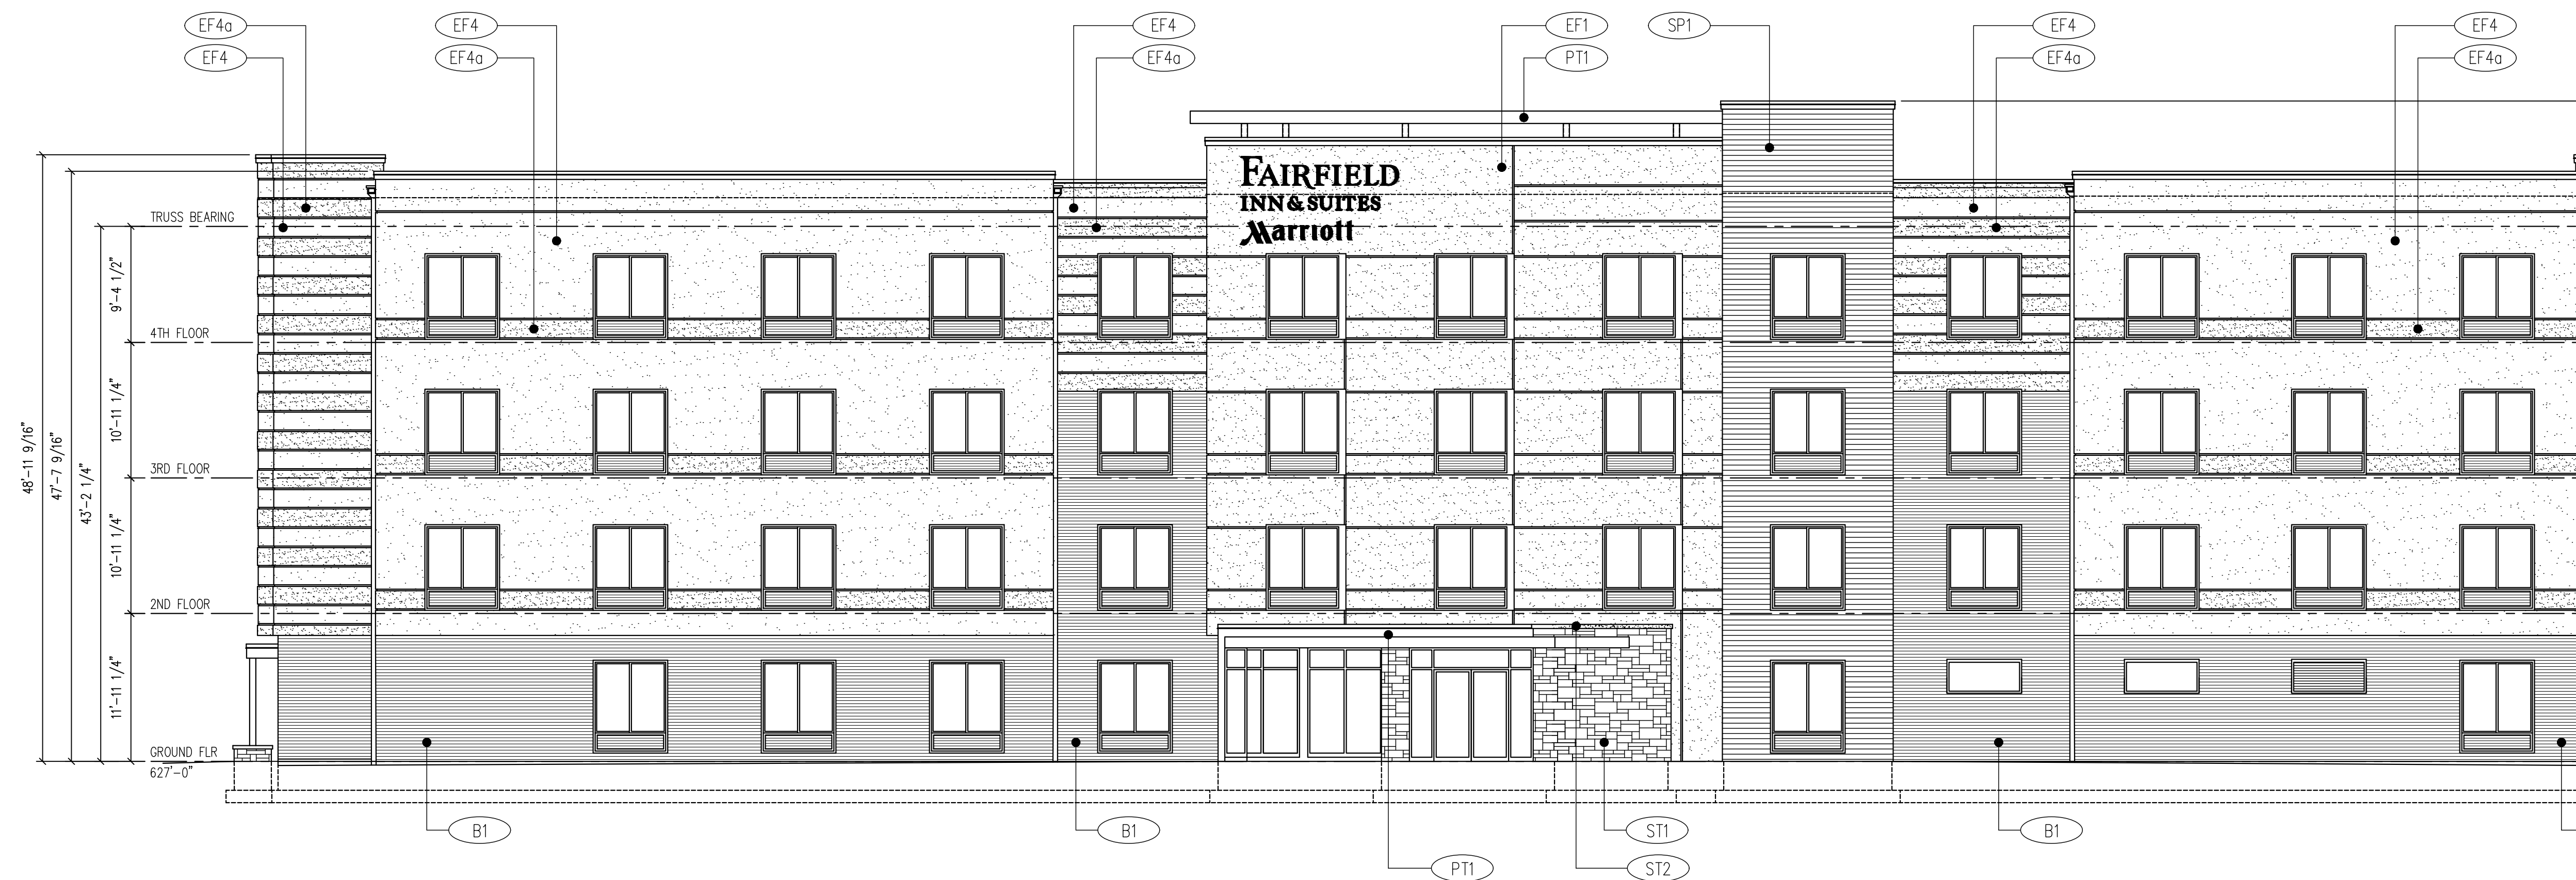 EF4a
EF4
EF4
EF4a
EF4
EF4a
EF1
PT1
SP1
EF4
EF4a
EF4
EF4a
FAIRFIELD
INN & SUITES
Marriott
TRUSS BEARING
4TH FLOOR
3RD FLOOR
2ND FLOOR
GROUND FLR
627'-0"
48'-11 9/16"
47'-7 9/16"
43'-2 1/4"
9'-4 1/2"
10'-11 1/4"
10'-11 1/4"
11'-11 1/4"
B1
B1
PT1
ST1
ST2
B1